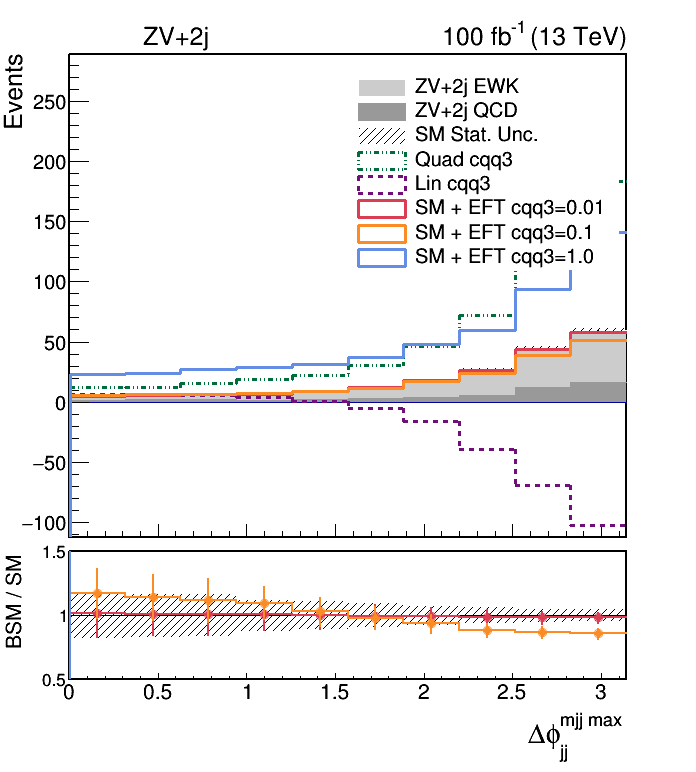 ZV+2j 100 fb-1 (13 TeV)
Events
ZV+2j EWK
ZV+2j QCD
SM Stat. Unc.
Quad cqq3
Lin cqq3
SM + EFT cqq3=0.01
SM + EFT cqq3=0.1
SM + EFT cqq3=1.0
250
200
150
100
50
0
−50
−100
BSM / SM
1.5
1
0.5
0 0.5 1 1.5 2 2.5 3
Δϕjj mjj max